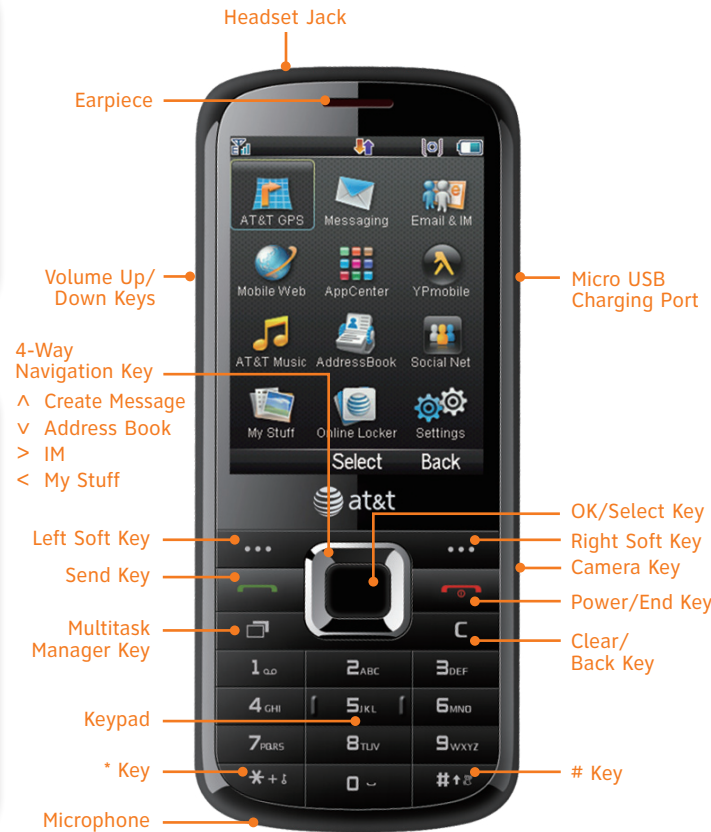 Headset Jack
Earpiece
AT&T GPS Messaging Email & IM
Volume Up/
Down Keys
Mobile Web AppCenter YPmobile
Micro USB
Charging Port
AT&T Music AddressBook Social Net
4-Way
Navigation Key
^ Create Message
v Address Book
> IM
< My Stuff
My Stuff Online Locker Settings
Select Back
at&t
OK/Select Key
Left Soft Key
Right Soft Key
Camera Key
Send Key
Power/End Key
Multitask
Manager Key
C
Clear/
Back Key
1 2ABC 3DEF
4GHI 5JKL 6MNO
Keypad
7PQRS 8TUV 9WXYZ
* Key
*+ 0 #
# Key
Microphone